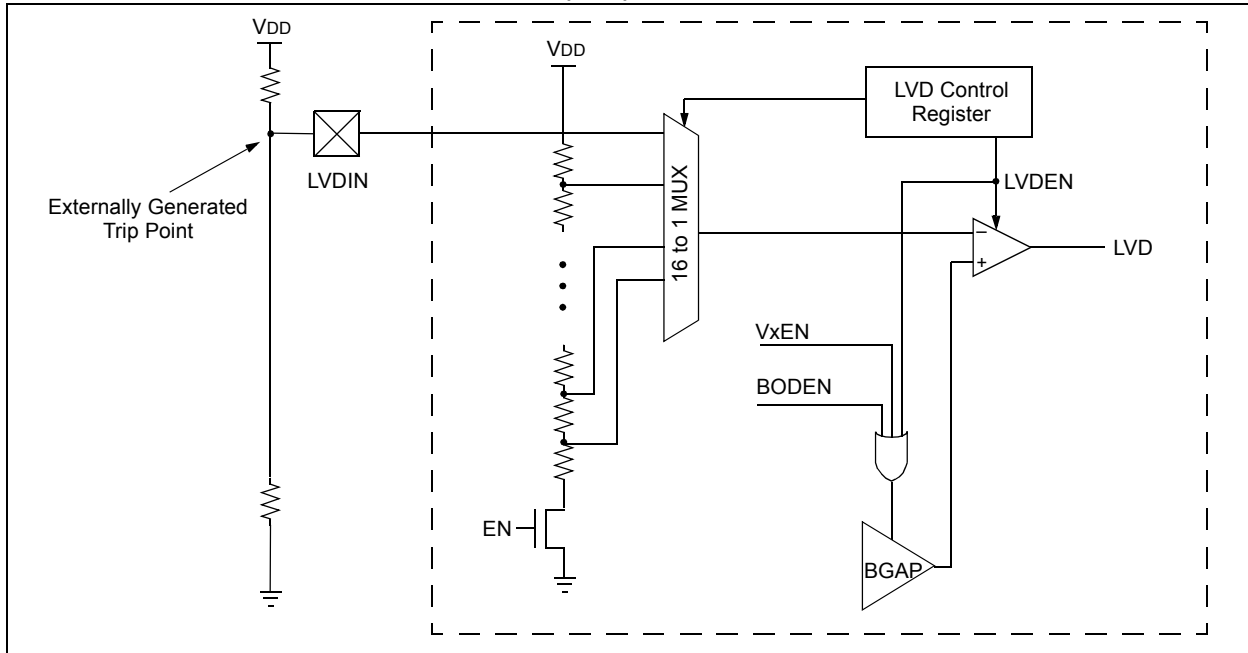 VDD
VDD
LVD Control
Register
LVDIN
16 to 1 MUX
LVDEN
Externally Generated
Trip Point
–
+
LVD
VxEN
BODEN
EN
BGAP